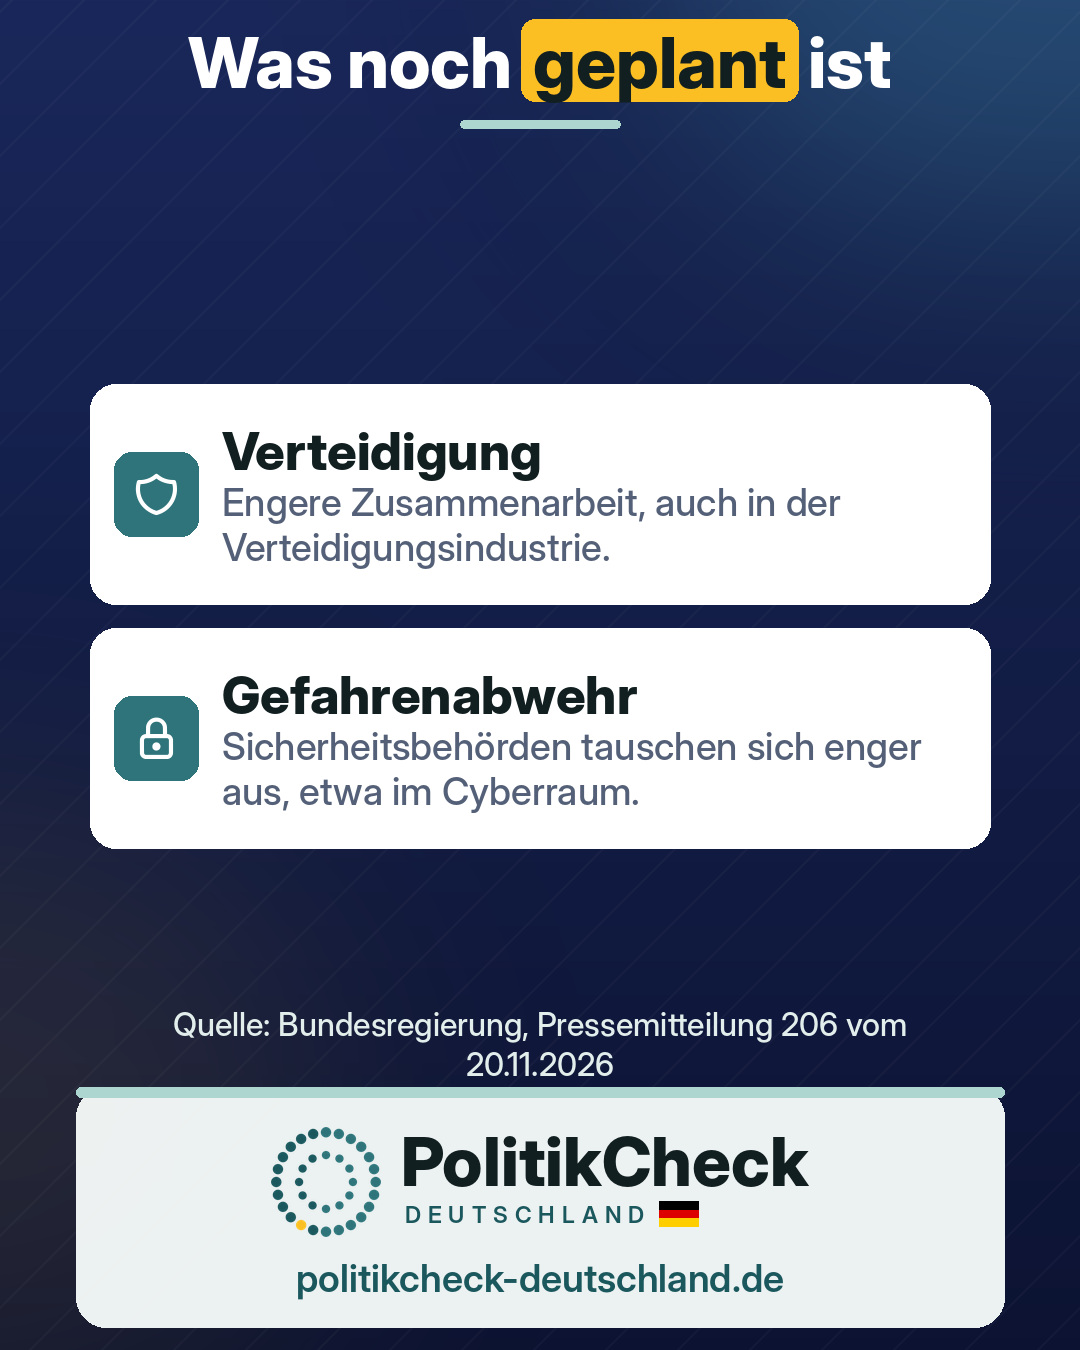 Was noch geplant ist
Verteidigung
Engere Zusammenarbeit, auch in der
Verteidigungsindustrie.
Gefahrenabwehr
Sicherheitsbehörden tauschen sich enger
aus, etwa im Cyberraum.
Quelle: Bundesregierung, Pressemitteilung 206 vom
20.11.2026
PolitikCheck
DEUTSCHLAND
politikcheck-deutschland.de